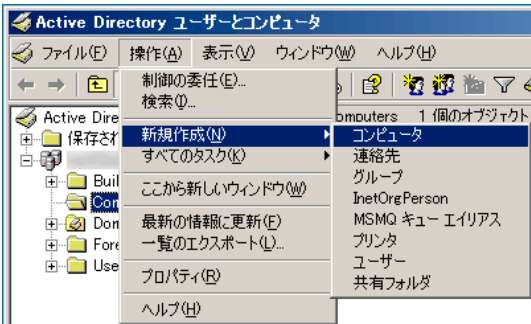 Active Directory ユーザーとコンピュータ
ファイル(F) 操作(A) 表示(V) ウィンドウ(W) ヘルプ(H)
制御の委任(E)...
検索(I)...
Active Dire
omputers 1 個のオブジェクト
保存され
新規作成(N)
コンピュータ
すべてのタスク(K)
連絡先
Buil
グループ
ここから新しいウィンドウ(W)
Con
InetOrgPerson
Don
最新の情報に更新(F)
MSMQ キュー エイリアス
Fore
一覧のエクスポート(L)...
プリンタ
Use
ユーザー
プロパティ(R)
共有フォルダ
ヘルプ(H)